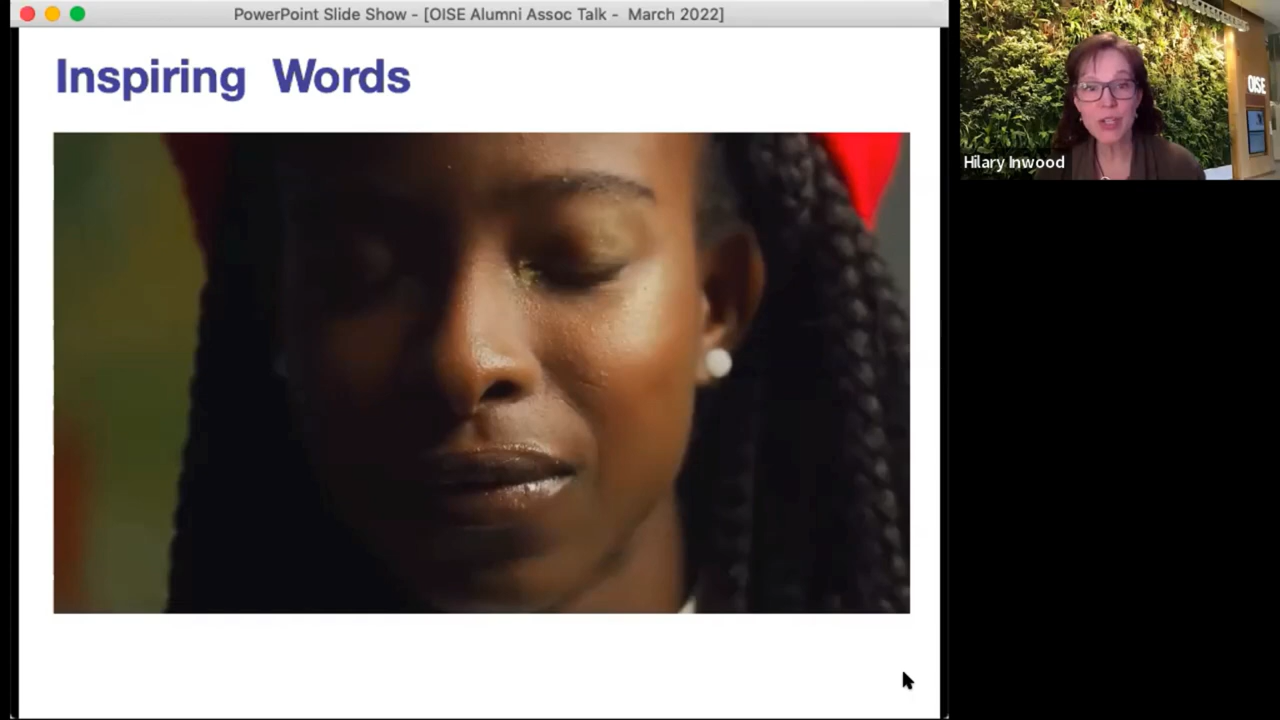 PowerPoint Slide Show - [OISE Alumni Assoc Talk - March 2022]
Inspiring Words
OISE
Hilary Inwood